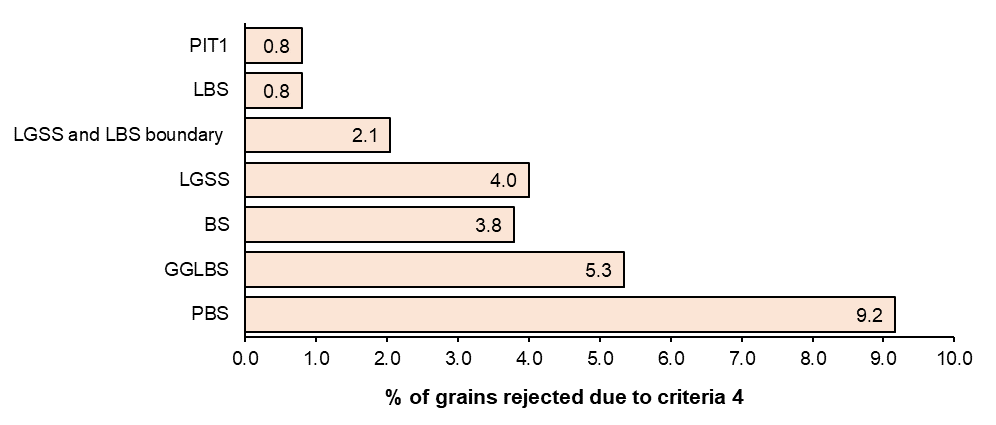 PIT1 0.8
LBS 0.8
LGSS and LBS boundary 2.1
LGSS 4.0
BS 3.8
GGLBS 5.3
PBS 9.2
0.0 1.0 2.0 3.0 4.0 5.0 6.0 7.0 8.0 9.0 10.0
% of grains rejected due to criteria 4